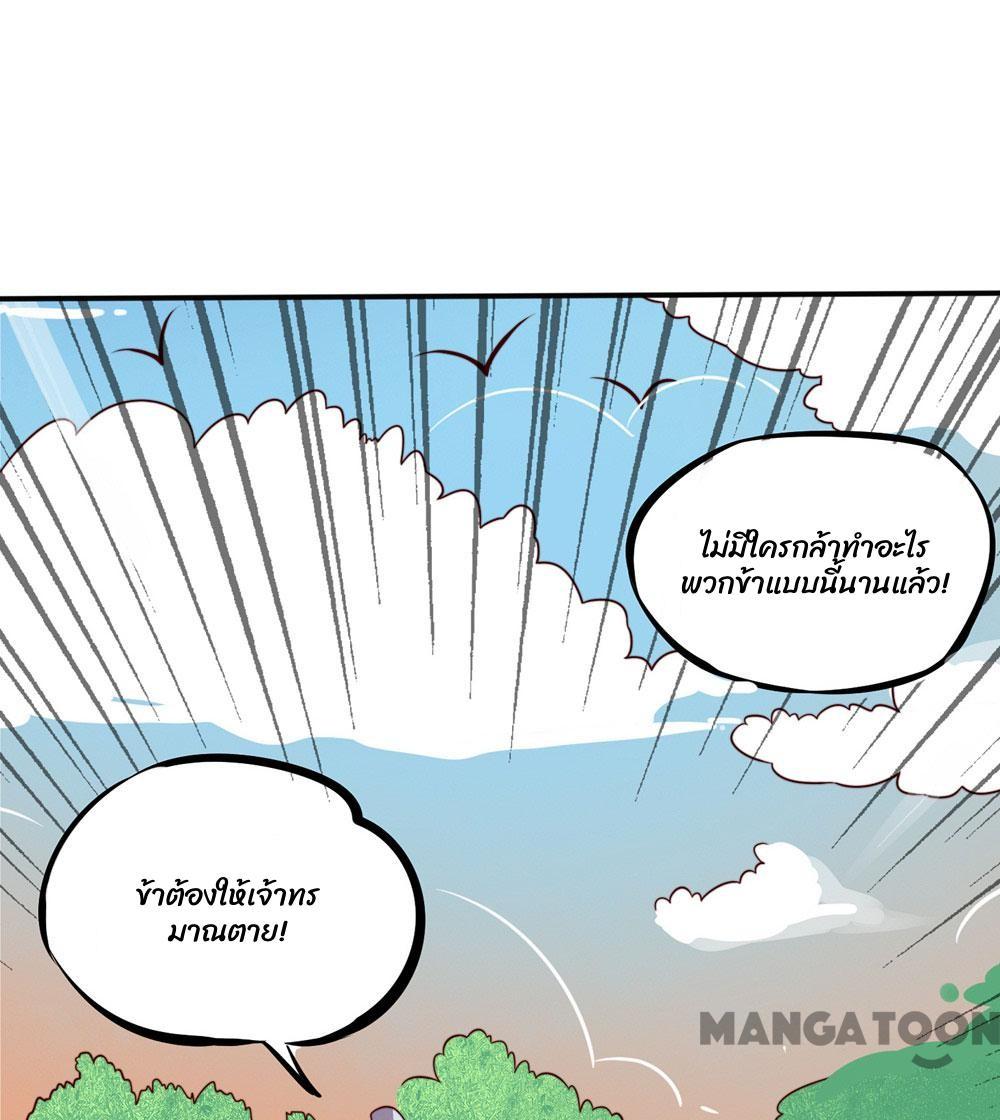 ไม่มีใครกล้าทำอะไร
พวกข้าแบบนี้นานแล้ว!
ข้าต้องให้เจ้าทร
มาณตาย!
MANGATOON